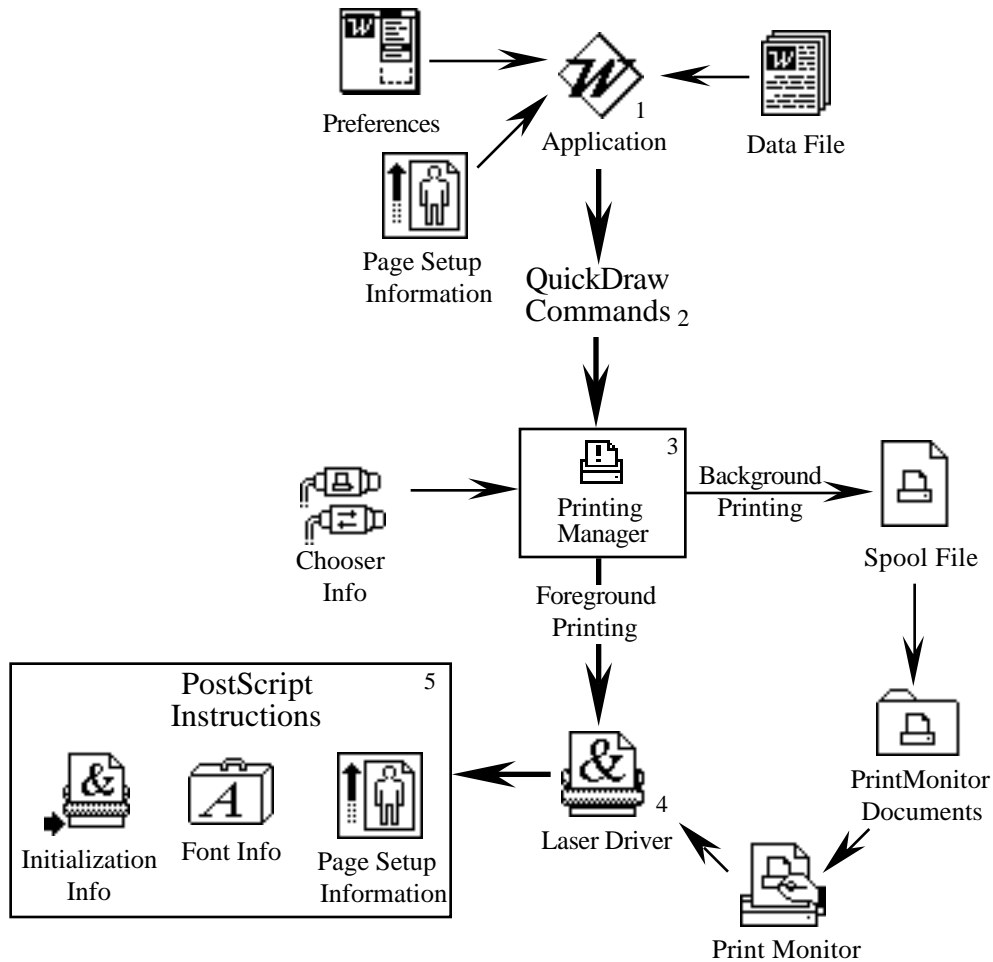 Preferences
1
Application
Data File
Page Setup
Information
QuickDraw
Commands 2
3
Printing
Manager
Background
Printing
Chooser
Info
Spool File
Foreground
Printing
PostScript
Instructions
5
Initialization
Info
Font Info
Page Setup
Information
4
Laser Driver
PrintMonitor
Documents
Print Monitor